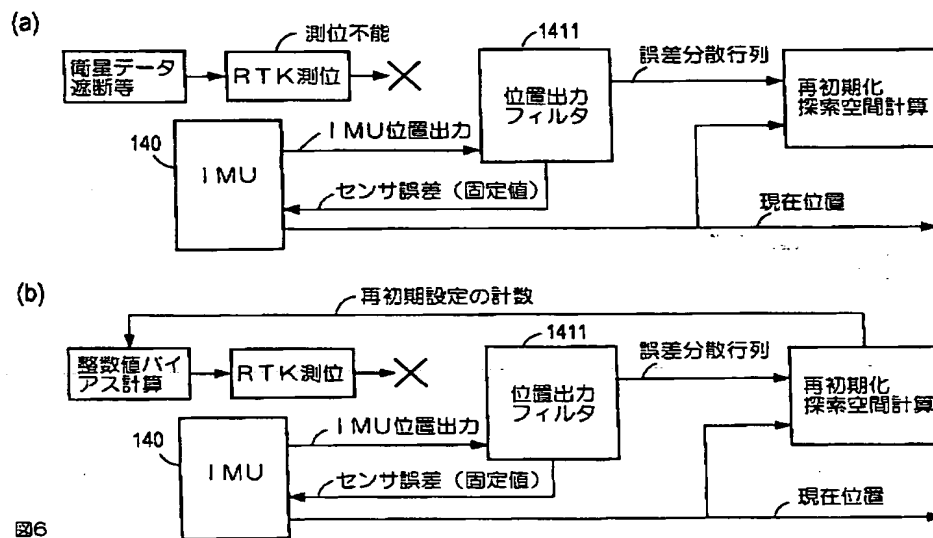 (a)
測位不能
衛星データ
遮断等
RTK測位
1411
位置出力
フィルタ
誤差分散行列
再初期化
探索空間計算
140
IMU
IMU位置出力
センサ誤差（固定値）
現在位置
(b)
再初期設定の計数
整数値バイ
アス計算
RTK測位
1411
位置出力
フィルタ
誤差分散行列
再初期化
探索空間計算
140
IMU
IMU位置出力
センサ誤差（固定値）
現在位置
図6